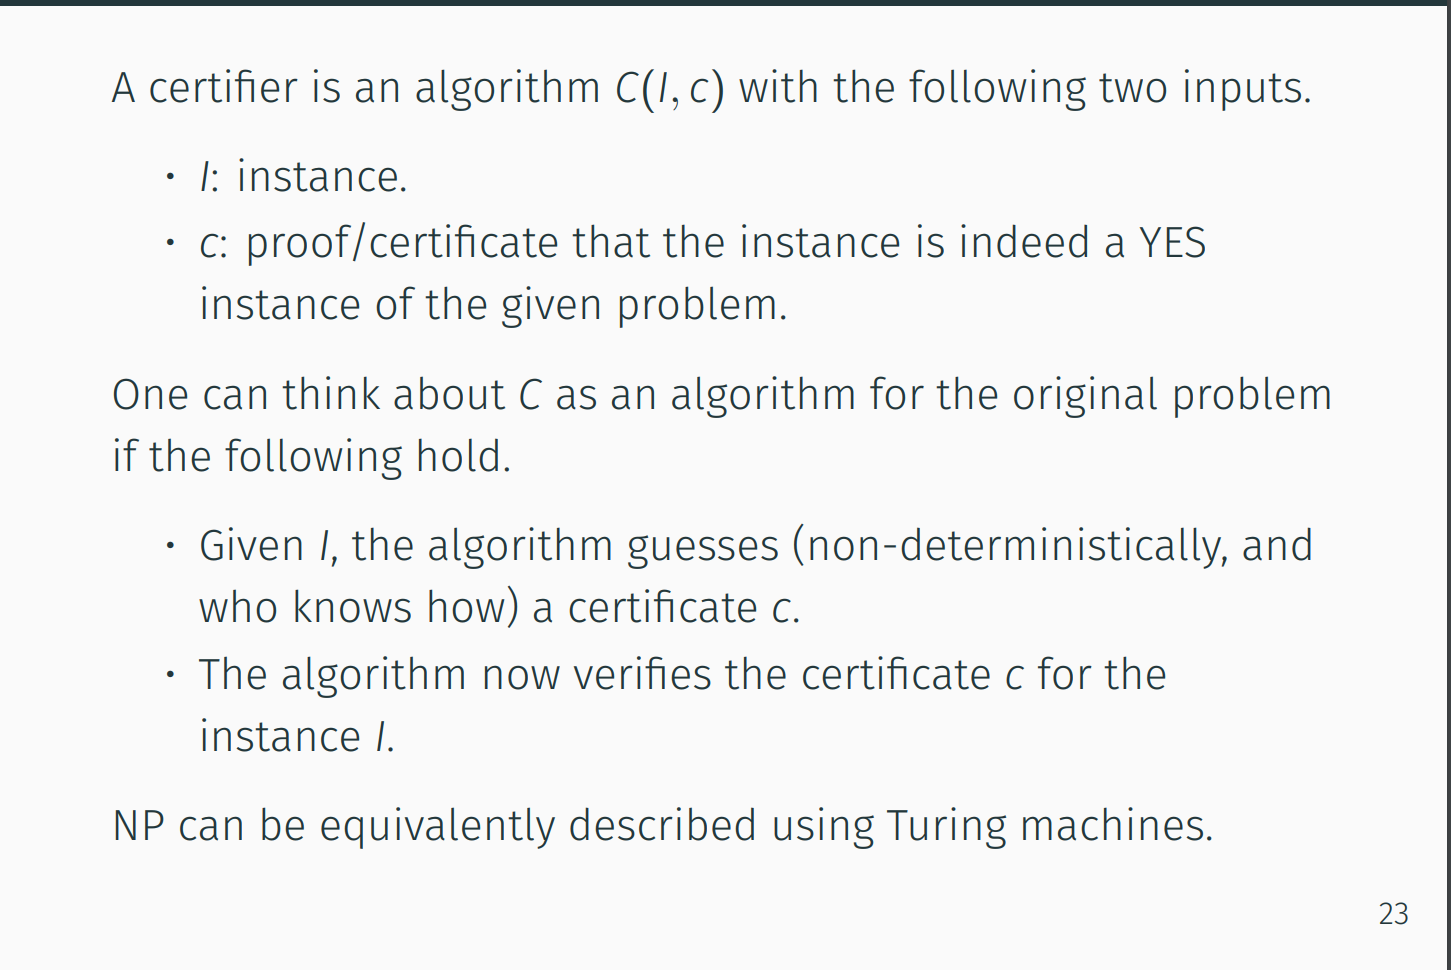 A certifier is an algorithm C(I, c) with the following two inputs.
• I: instance.
• c: proof/certificate that the instance is indeed a YES
instance of the given problem.
One can think about C as an algorithm for the original problem
if the following hold.
• Given I, the algorithm guesses (non-deterministically, and
who knows how) a certificate c.
• The algorithm now verifies the certificate c for the
instance I.
NP can be equivalently described using Turing machines.
23